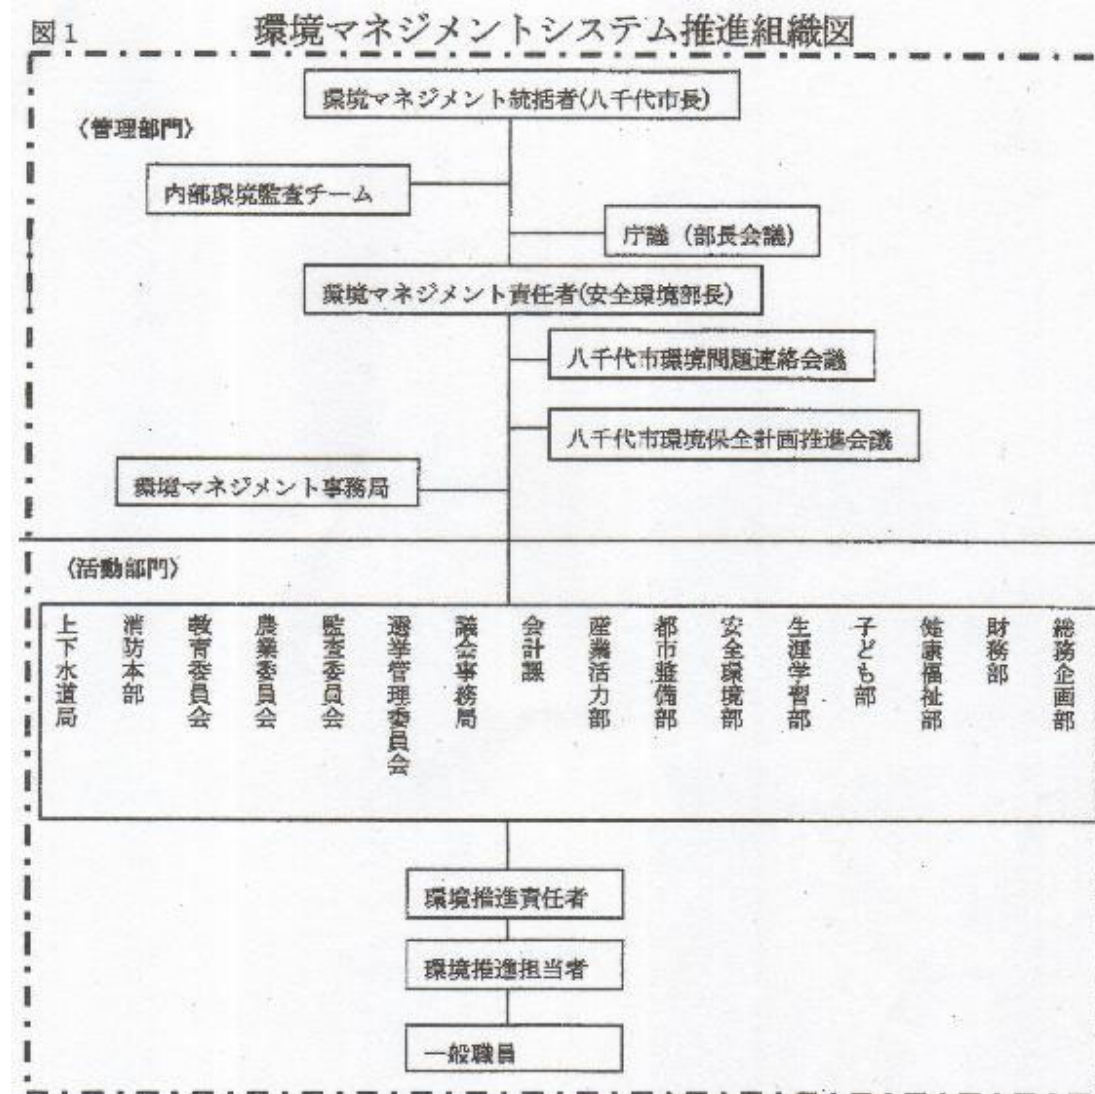 図1
環境マネジメントシステム推進組織図
環境マネジメント統括者(八千代市長)
〈管理部門〉
内部環境監査チーム
庁議（部長会議）
環境マネジメント責任者(安全環境部長)
八千代市環境問題連絡会議
八千代市環境保全計画推進会議
環境マネジメント事務局
〈活動部門〉
総務企画部
財務部
健康福祉部
子ども部
生涯学習部
安全環境部
都市整備部
産業活力部
会計課
議会事務局
選挙管理委員会
監査委員会
農業委員会
教育委員会
消防本部
上下水道局
環境推進責任者
環境推進担当者
一般職員